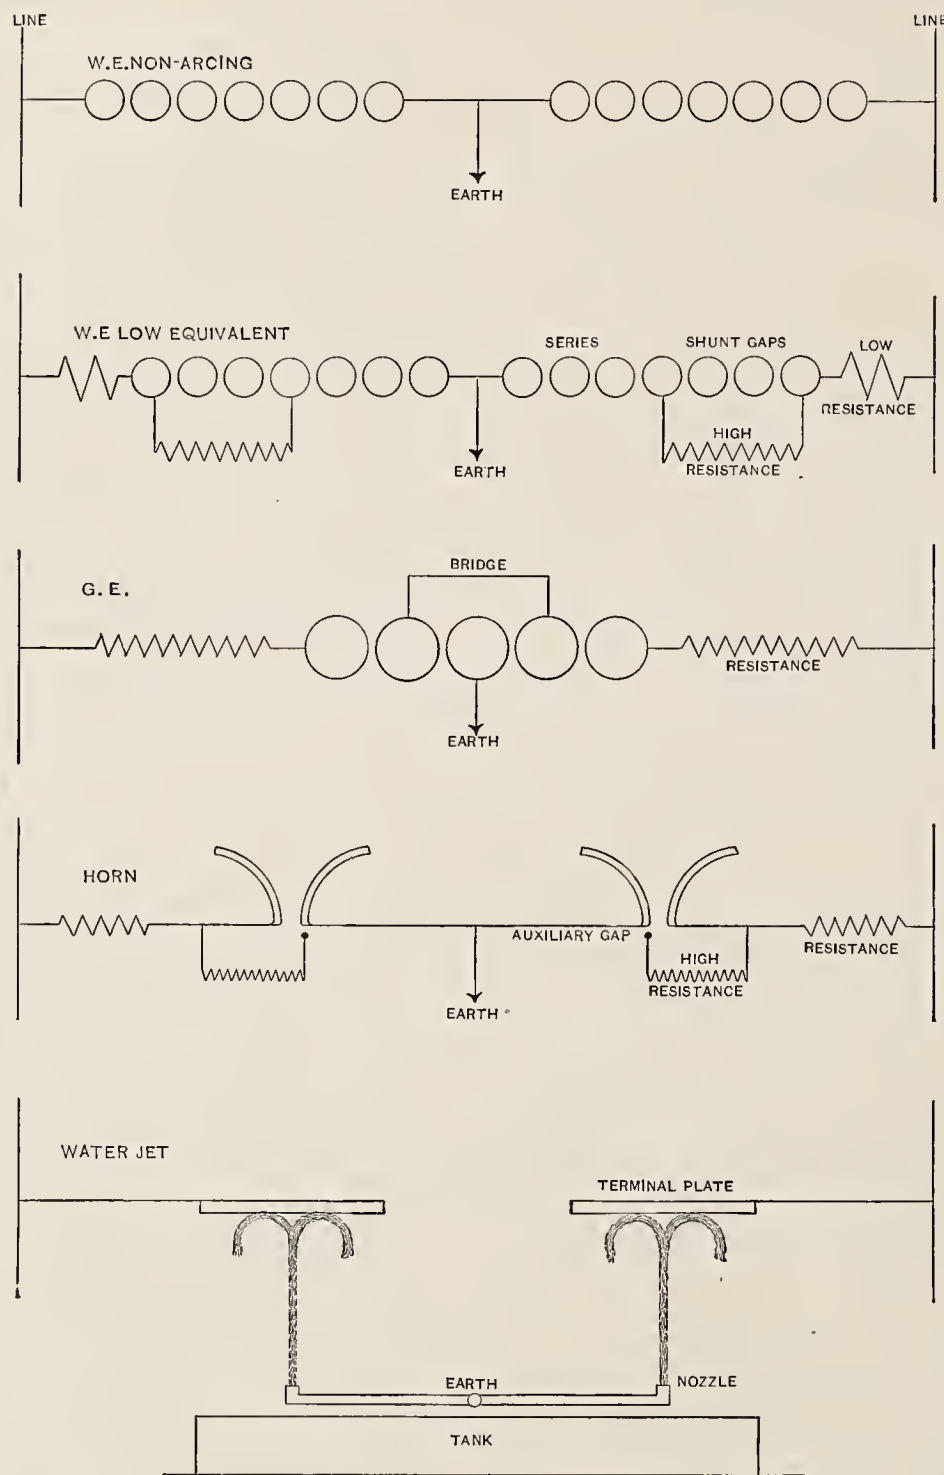 LINE
LINE
W.E.NON-ARCING
EARTH
W.E LOW EQUIVALENT
SERIES
SHUNT GAPS
LOW
RESISTANCE
HIGH
RESISTANCE
EARTH
BRIDGE
G. E.
RESISTANCE
EARTH
HORN
AUXILIARY GAP
HIGH
RESISTANCE
RESISTANCE
EARTH
WATER JET
TERMINAL PLATE
EARTH
NOZZLE
TANK